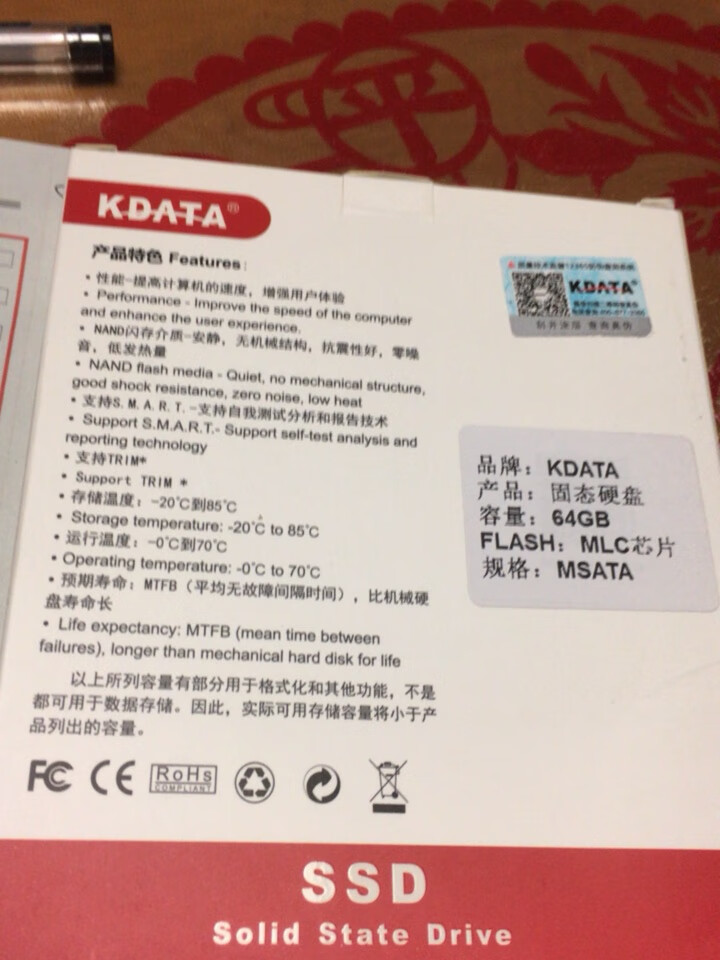 KDATA®
产品特色 Features:
• 性能-提高计算机的速度，增强用户体验
• Performance - Improve the speed of the computer
and enhance the user experience.
• NAND闪存介质-安静，无机械结构，抗震性好，零噪
音，低发热量
• NAND flash media - Quiet, no mechanical structure,
good shock resistance, zero noise, low heat
• 支持S.M.A.R.T.-支持自我测试分析和报告技术
• Support S.M.A.R.T.- Support self-test analysis and
reporting technology
• 支持TRIM*
• Support TRIM *
• 存储温度：-20℃到85℃
• Storage temperature: -20℃ to 85℃
• 运行温度：-0℃到70℃
• Operating temperature: -0℃ to 70℃
• 预期寿命：MTFB（平均无故障间隔时间），比机械硬
盘寿命长
• Life expectancy: MTFB (mean time between
failures), longer than mechanical hard disk for life
以上所列容量有部分用于格式化和其他功能，不是
都可用于数据存储。因此，实际可用存储容量将小于产
品列出的容量。
KDATA®
刮开涂层 查询真伪
品牌：KDATA
产品：固态硬盘
容量：64GB
FLASH：MLC芯片
规格：MSATA
FC CE RoHS
COMPLIANT
SSD
Solid State Drive